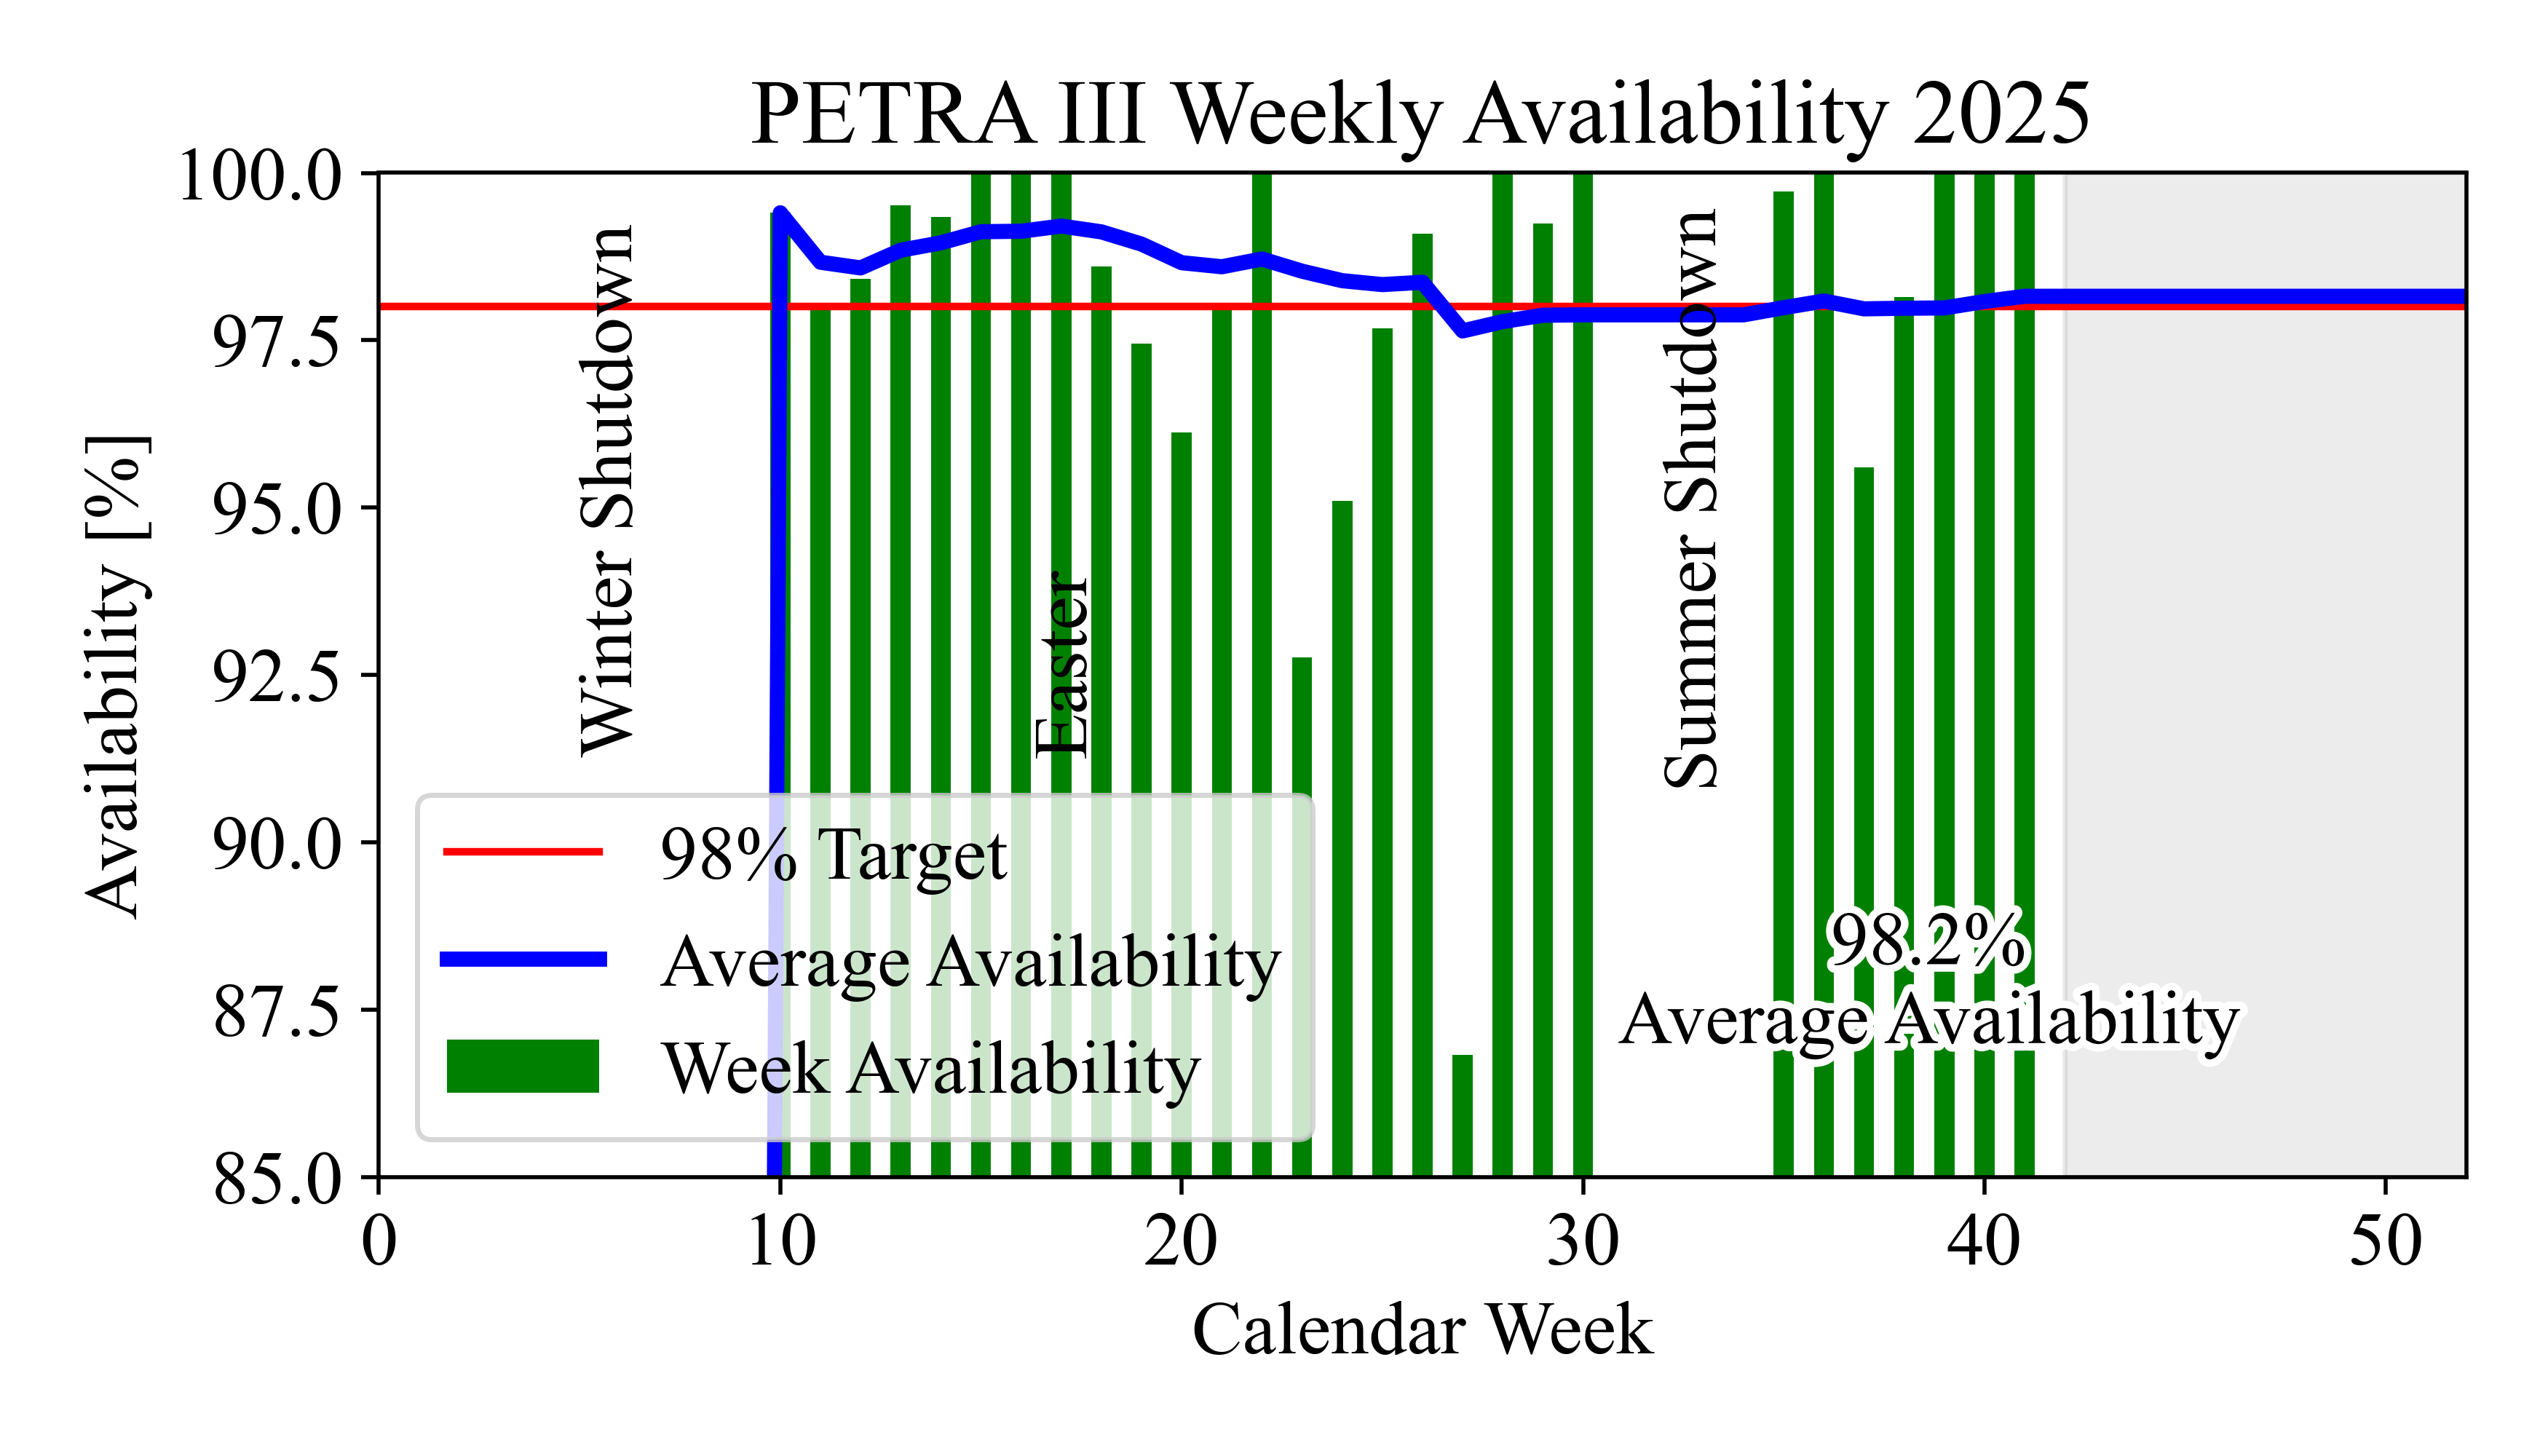 PETRA III Weekly Availability 2025
100.0
97.5
95.0
92.5
90.0
87.5
85.0
Availability [%]
Winter Shutdown
Easter
Summer Shutdown
98% Target
Average Availability
Week Availability
98.2%
Average Availability
0
10
20
30
40
50
Calendar Week